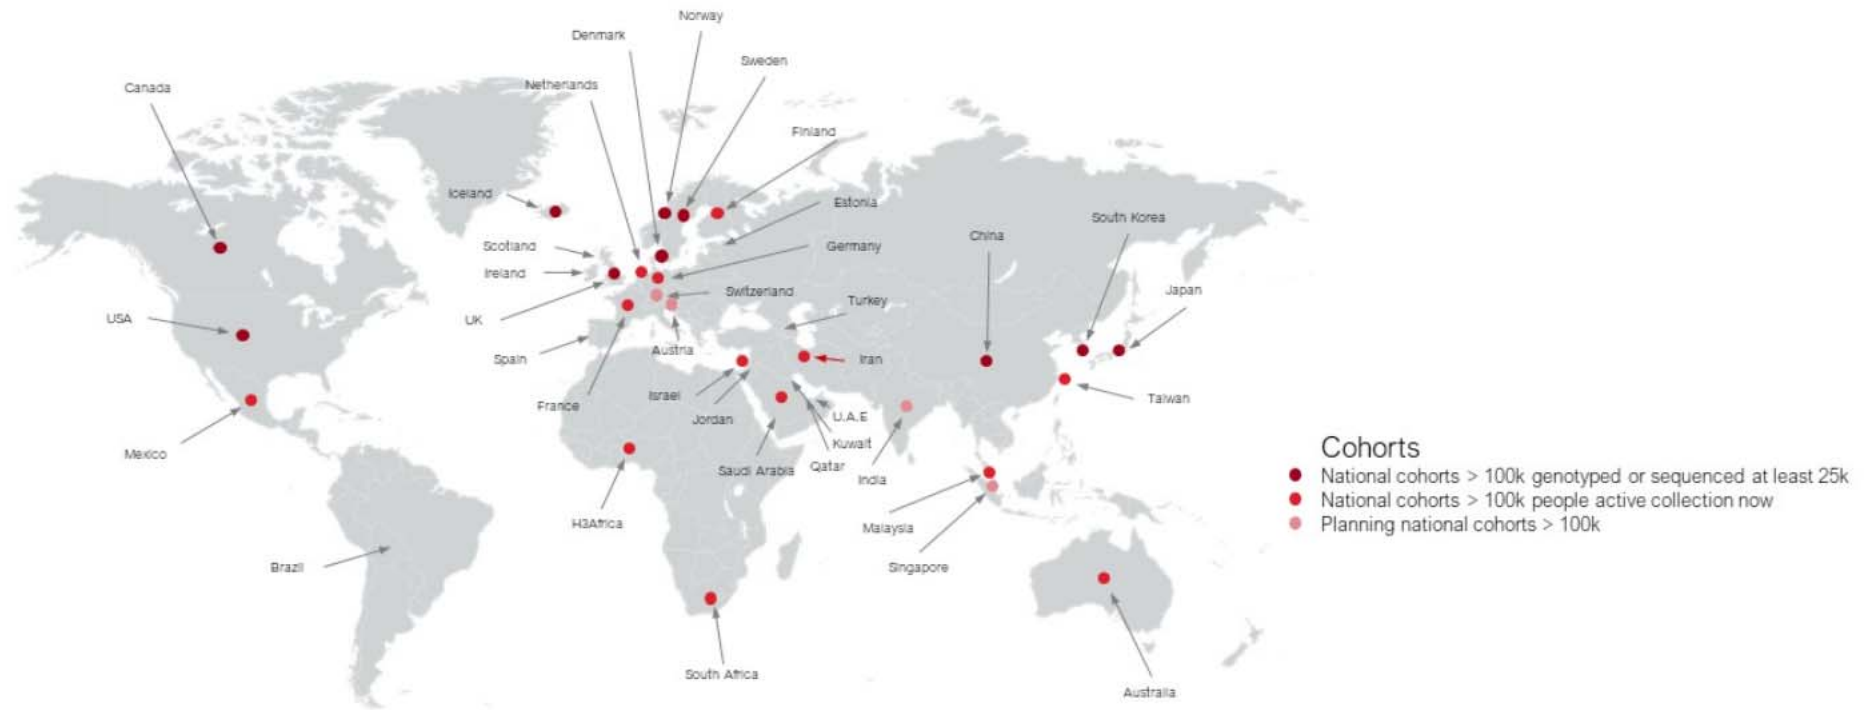 Norway
Denmark
Sweden
Netherlands
Canada
Finland
Iceland
Estonia
South Korea
China
Scotland
Germany
Ireland
Switzerland
Japan
Turkey
USA
UK
Austria
Spain
Iran
Israel
France
Taiwan
Jordan
U.A.E
Kuwait
Mexico
Saudi Arabia
Qatar
India
H3Africa
Malaysia
Brazil
Singapore
South Africa
Australia
Cohorts
National cohorts > 100k genotyped or sequenced at least 25k
National cohorts > 100k people active collection now
Planning national cohorts > 100k